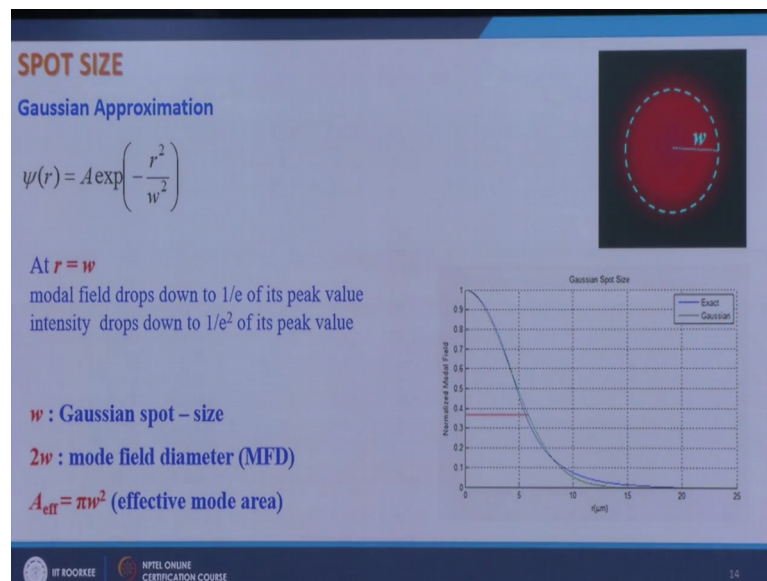 SPOT SIZE
Gaussian Approximation
ψ(r) = A exp(−r²/w²)
w
At r = w
modal field drops down to 1/e of its peak value
intensity drops down to 1/e² of its peak value
w : Gaussian spot – size
2w : mode field diameter (MFD)
A_eff = πw² (effective mode area)
Gaussian Spot Size
Exact
Gaussian
Normalized Modal Field
1
0.9
0.8
0.7
0.6
0.5
0.4
0.3
0.2
0.1
0
0 5 10 15 20 25
r(μm)
IIT ROORKEE
NPTEL ONLINE
CERTIFICATION COURSE
14